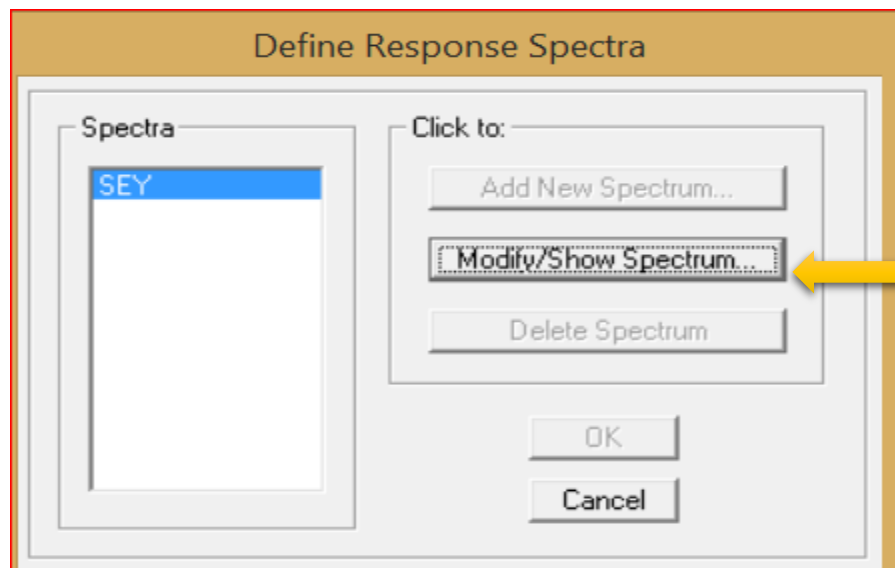 Define Response Spectra
Spectra
SEY
Click to:
Add New Spectrum...
Modify/Show Spectrum...
Delete Spectrum
OK
Cancel